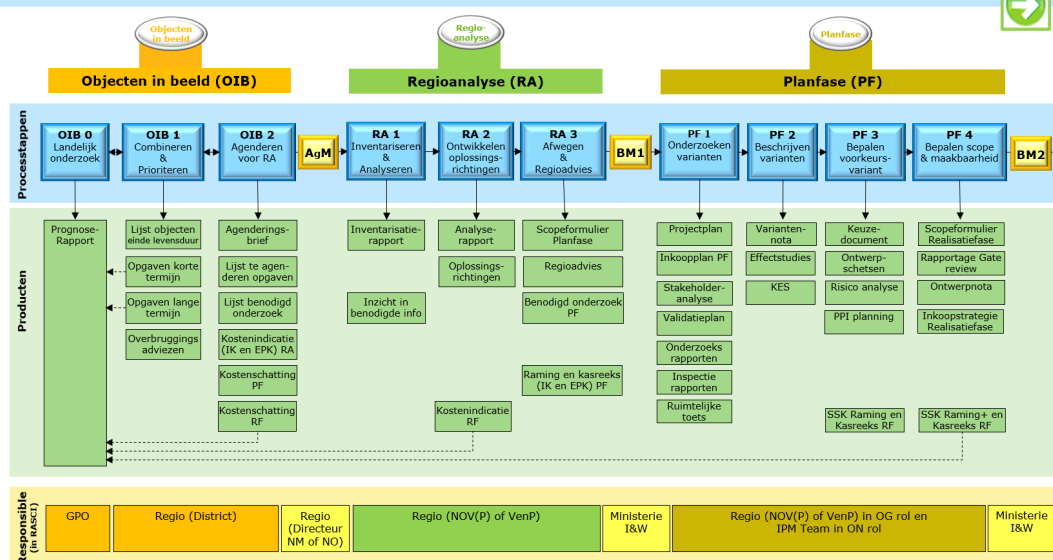 Objecten
in beeld
Regio-
analyse
Planfase
Objecten in beeld (OIB)
Regioanalyse (RA)
Planfase (PF)
Processtappen
OIB 0
Landelijk
onderzoek
OIB 1
Combineren
&
Prioriteren
OIB 2
Agenderen
voor RA
AgM
RA 1
Inventariseren
&
Analyseren
RA 2
Ontwikkelen
oplossings-
richtingen
RA 3
Afwegen
&
Regioadvies
BM1
PF 1
Onderzoeken
varianten
PF 2
Beschrijven
varianten
PF 3
Bepalen
voorkeurs-
variant
PF 4
Bepalen scope
& maakbaarheid
BM2
Producten
Prognose-
Rapport
Lijst objecten
einde levensduur
Opgaven korte
termijn
Opgaven lange
termijn
Overbruggings
adviezen
Agenderings-
brief
Lijst te agen-
deren opgaven
Lijst benodigd
onderzoek
Kostenindicatie
(IK en EPK) RA
Kostenschatting
PF
Kostenschatting
RF
Inventarisatie-
rapport
Inzicht in
benodigde info
Analyse-
rapport
Oplossings-
richtingen
Kostenindicatie
RF
Scopeformulier
Planfase
Regioadvies
Benodigd onderzoek
PF
Raming en kasreeks
(IK en EPK) PF
Projectplan
Inkoopplan PF
Stakeholder-
analyse
Validatieplan
Onderzoeks
rapporten
Inspectie
rapporten
Ruimtelijke
toets
Varianten-
nota
Effectstudies
KES
Keuze-
document
Ontwerp-
schetsen
Risico analyse
PPI planning
SSK Raming en
Kasreeks RF
Scopeformulier
Realisatiefase
Rapportage Gate
review
Ontwerpnota
Inkoopstrategie
Realisatiefase
SSK Raming+ en
Kasreeks RF
Responsible
(in RASCI)
GPO
Regio (District)
Regio
(Directeur
NM of NO)
Regio (NOV(P) of VenP)
Ministerie
I&W
Regio (NOV(P) of VenP) in OG rol en
IPM Team in ON rol
Ministerie
I&W